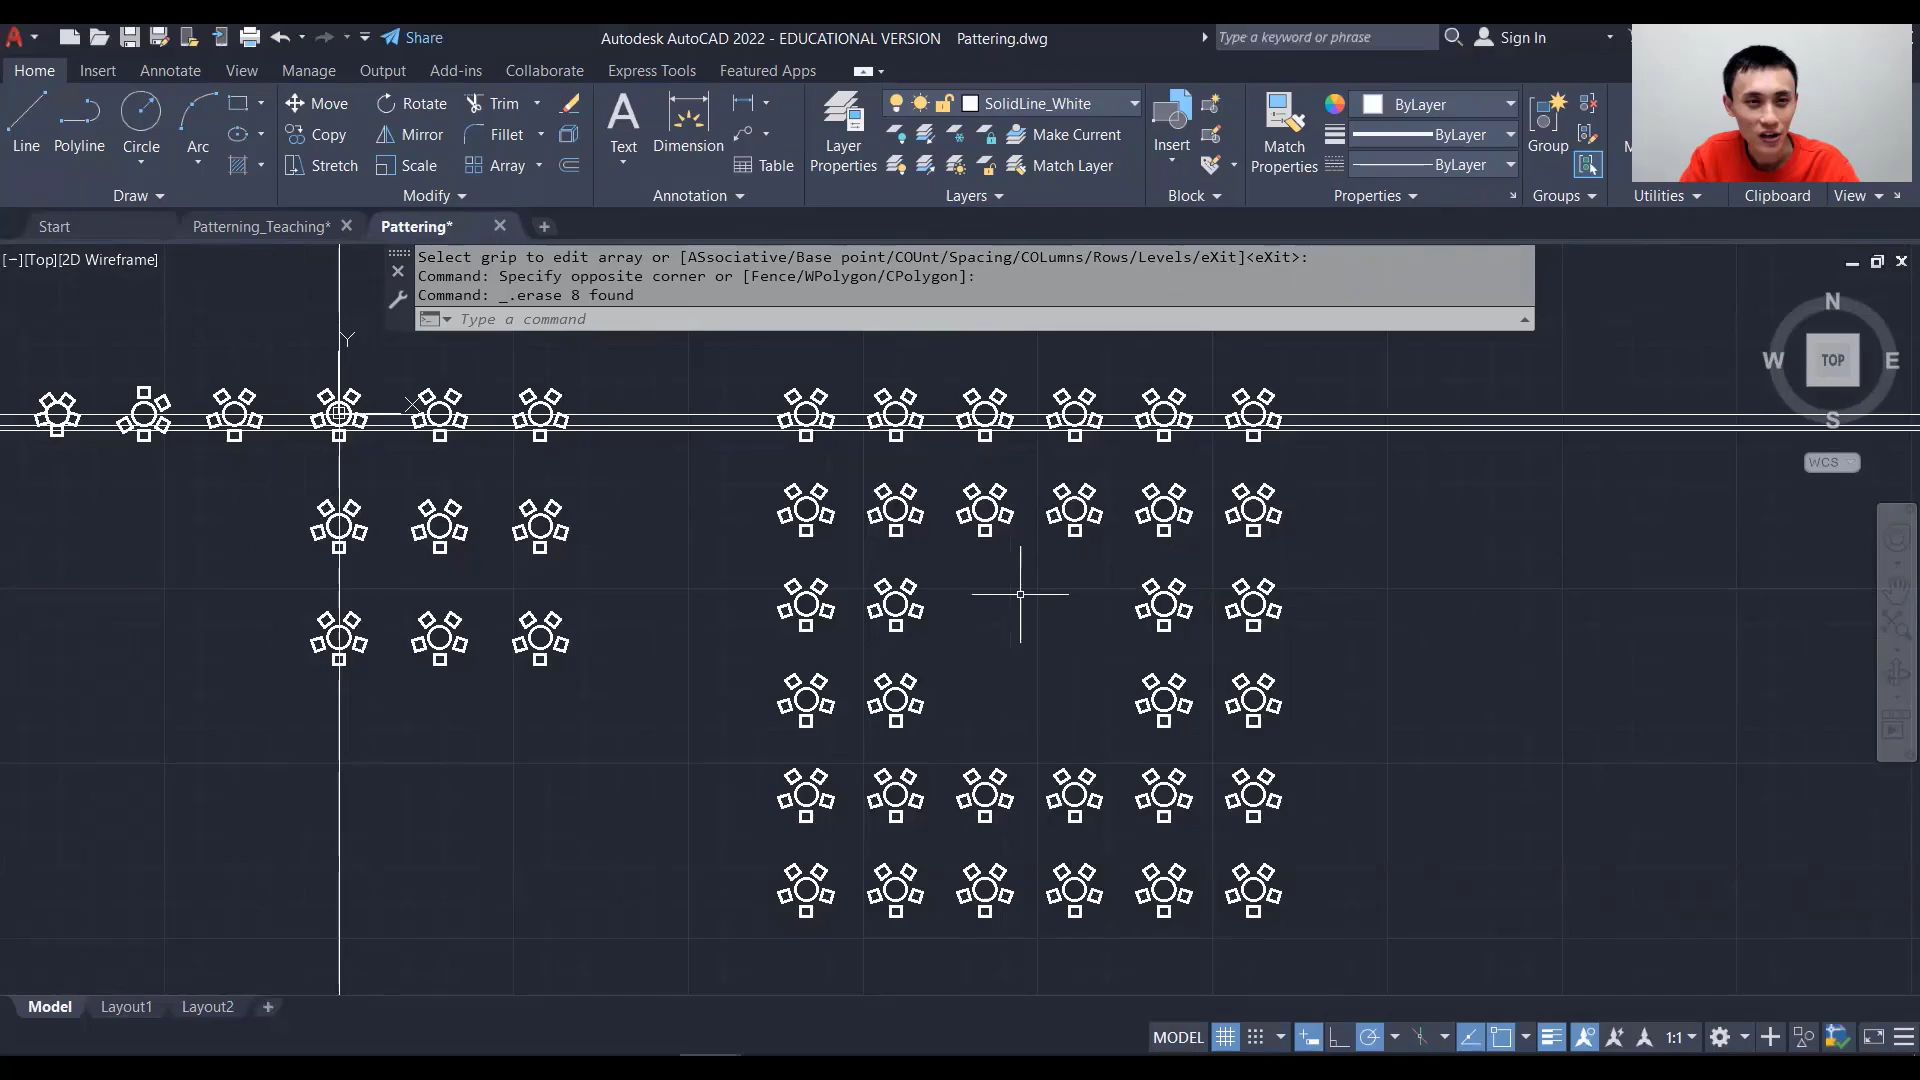 Share
Autodesk AutoCAD 2022 - EDUCATIONAL VERSION Pattering.dwg
Type a keyword or phrase
Sign In
Home Insert Annotate View Manage Output Add-ins Collaborate Express Tools Featured Apps
Move Rotate Trim
Copy Mirror Fillet
Stretch Scale Array
Line Polyline Circle Arc
Text Dimension Table
Layer Properties
SolidLine_White
Make Current
Match Layer
Insert
Match Properties
ByLayer
ByLayer
ByLayer
Group
Draw Modify Annotation Layers Block Properties Groups Utilities Clipboard View
Start Patterning_Teaching* Pattering*
[−][Top][2D Wireframe]
Select grip to edit array or [ASsociative/Base point/COUnt/Spacing/COLumns/Rows/Levels/eXit]<eXit>:
Command: Specify opposite corner or [Fence/WPolygon/CPolygon]:
Command: _.erase 8 found
Type a command
N
W TOP E
S
WCS
Y
X
Model Layout1 Layout2
MODEL 1:1